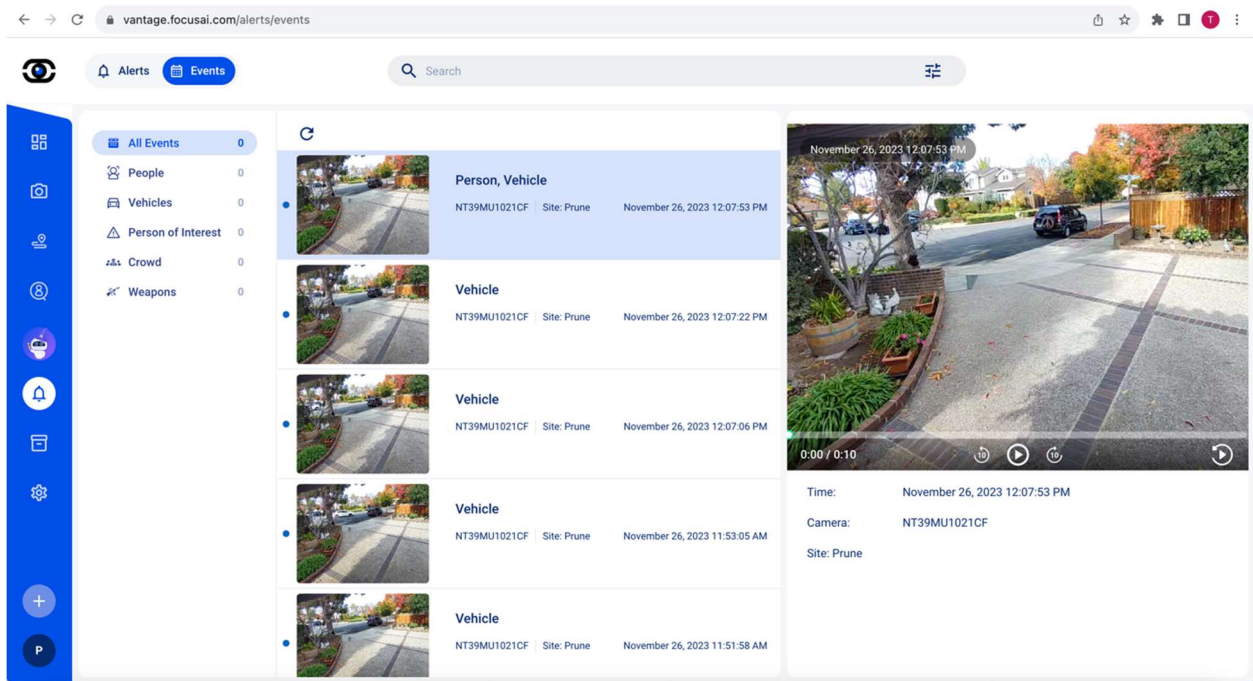 vantage.focusai.com/alerts/events
T
Alerts
Events
Search
All Events 0
People 0
Vehicles 0
Person of Interest 0
Crowd 0
Weapons 0
P
Person, Vehicle
NT39MU1021CF Site: Prune November 26, 2023 12:07:53 PM
Vehicle
NT39MU1021CF Site: Prune November 26, 2023 12:07:22 PM
Vehicle
NT39MU1021CF Site: Prune November 26, 2023 12:07:06 PM
Vehicle
NT39MU1021CF Site: Prune November 26, 2023 11:53:05 AM
Vehicle
NT39MU1021CF Site: Prune November 26, 2023 11:51:58 AM
November 26, 2023 12:07:53 PM
0:00 / 0:10
10
10
Time: November 26, 2023 12:07:53 PM
Camera: NT39MU1021CF
Site: Prune